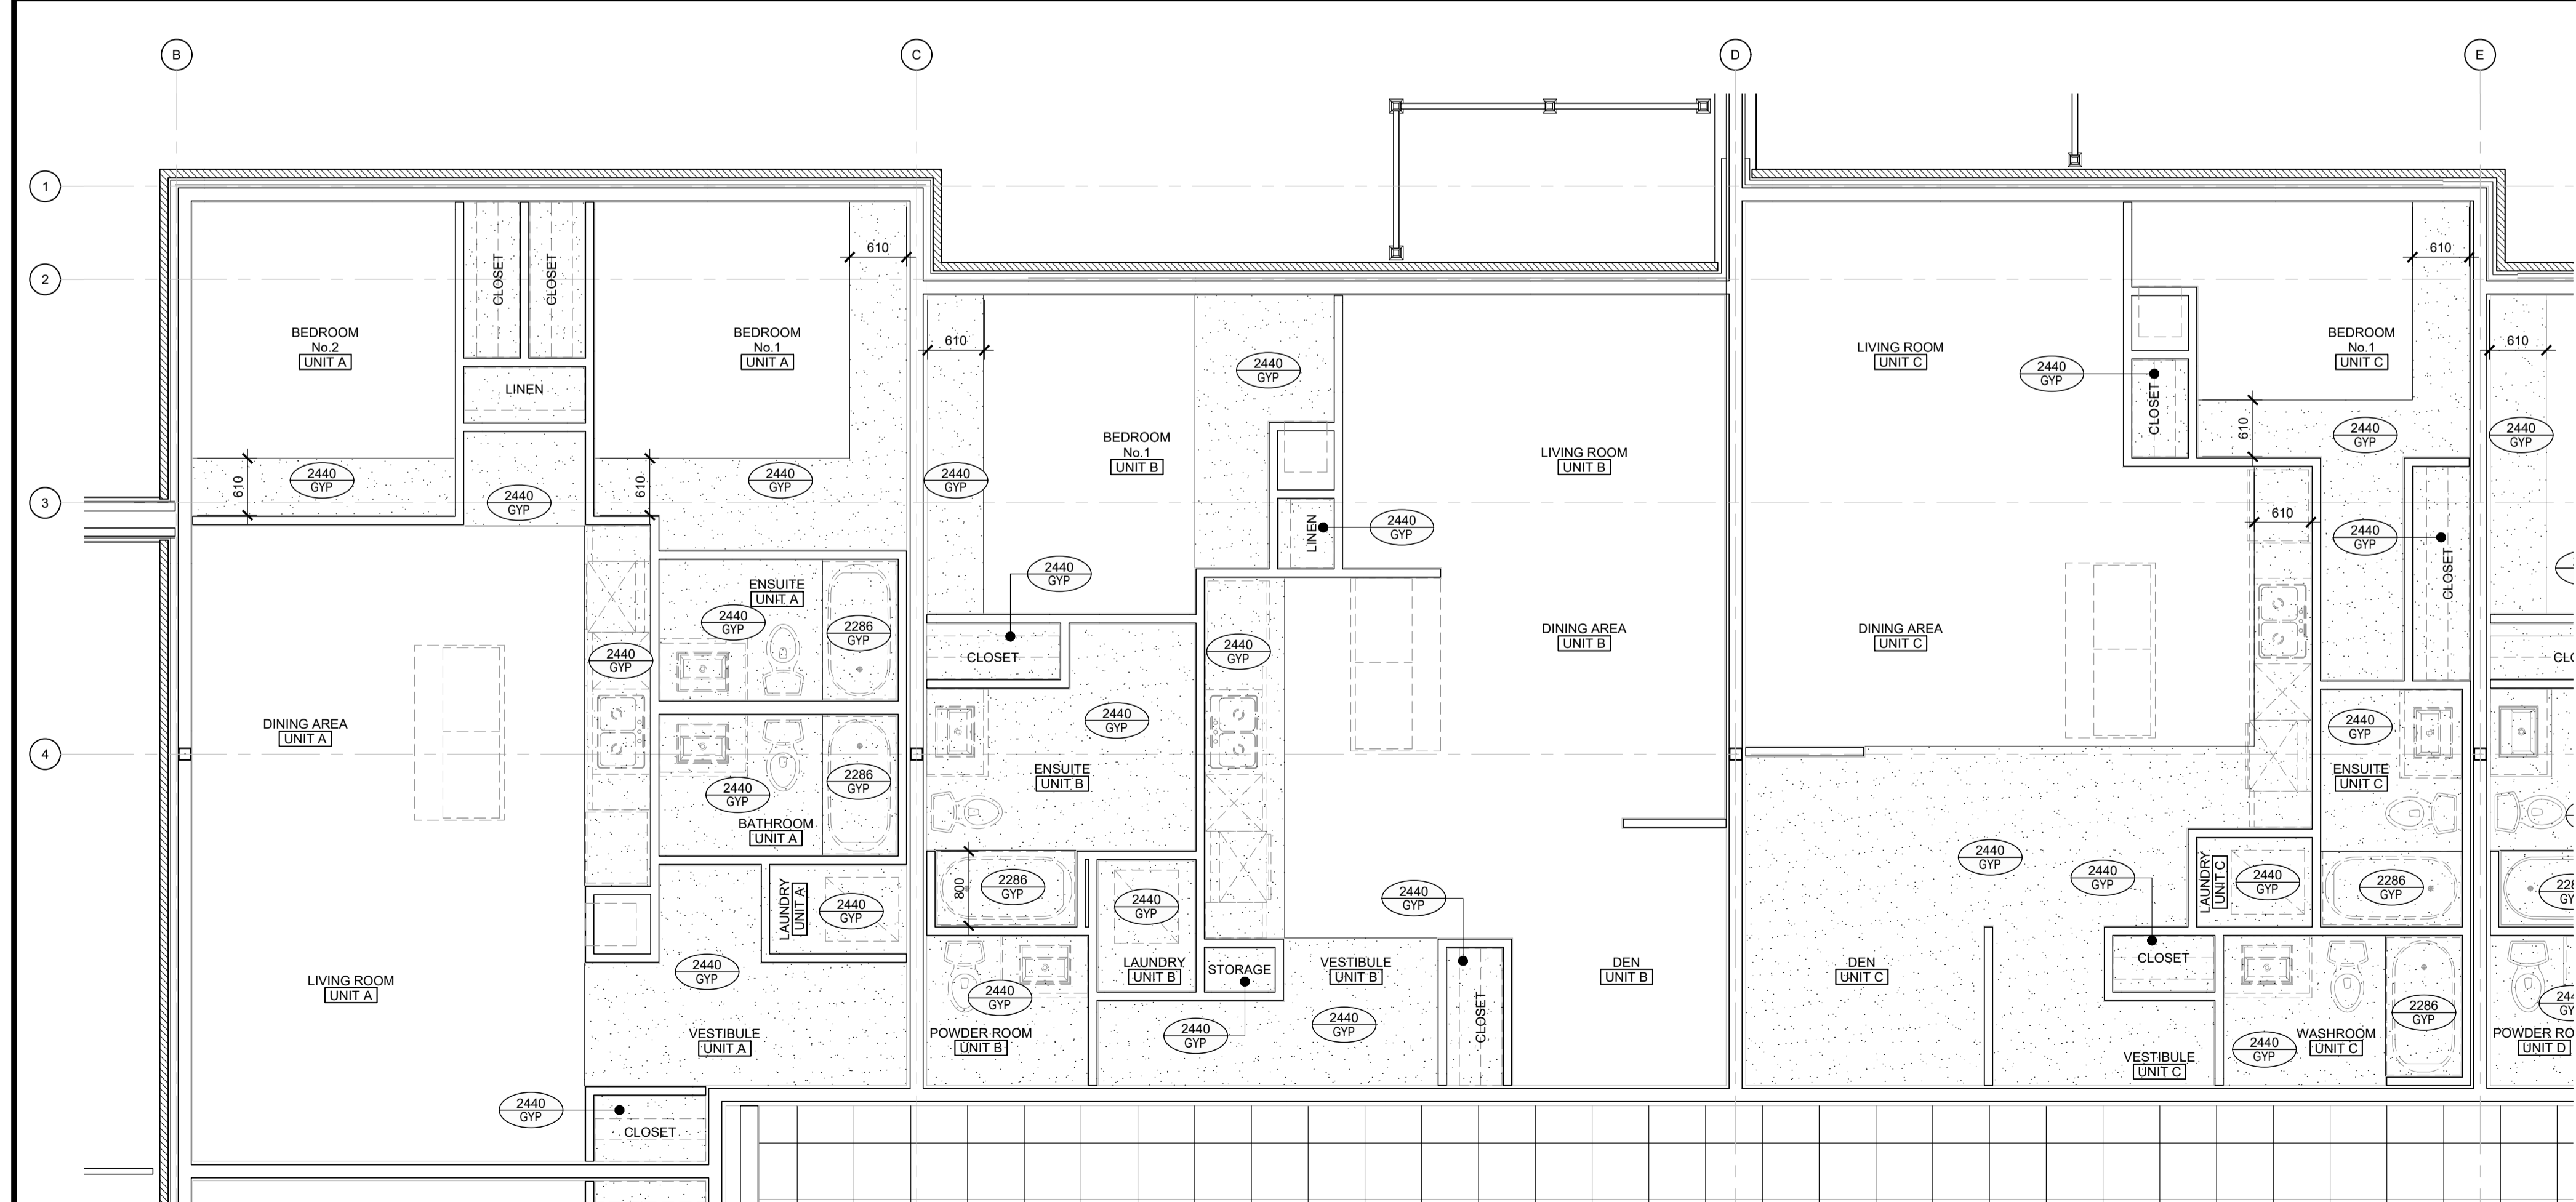 B
C
D
E
1
2
3
4
BEDROOM
No.2
UNIT A
CLOSET
CLOSET
LINEN
BEDROOM
No.1
UNIT A
610
610
2440
GYP
2440
GYP
610
2440
GYP
ENSUITE
UNIT A
2440
GYP
2286
GYP
2440
GYP
DINING AREA
UNIT A
2440
GYP
2286
GYP
BATHROOM
UNIT A
LAUNDRY
UNIT A
2440
GYP
2440
GYP
LIVING ROOM
UNIT A
VESTIBULE
UNIT A
2440
GYP
CLOSET
610
2440
GYP
BEDROOM
No.1
UNIT B
2440
GYP
LIVING ROOM
UNIT B
LINEN
2440
GYP
2440
GYP
CLOSET
2440
GYP
DINING AREA
UNIT B
2440
GYP
ENSUITE
UNIT B
800
2286
GYP
2440
GYP
LAUNDRY
UNIT B
STORAGE
VESTIBULE
UNIT B
2440
GYP
DEN
UNIT B
2440
GYP
POWDER ROOM
UNIT B
2440
GYP
2440
GYP
CLOSET
LIVING ROOM
UNIT C
2440
GYP
CLOSET
BEDROOM
No.1
UNIT C
610
610
2440
GYP
610
2440
GYP
CLOSET
DINING AREA
UNIT C
2440
GYP
ENSUITE
UNIT C
2440
GYP
2440
GYP
LAUNDRY
UNIT C
2440
GYP
2286
GYP
DEN
UNIT C
CLOSET
2286
GYP
2440
GYP
WASHROOM
UNIT C
VESTIBULE
UNIT C
610
2440
GYP
POWDER RO
UNIT D